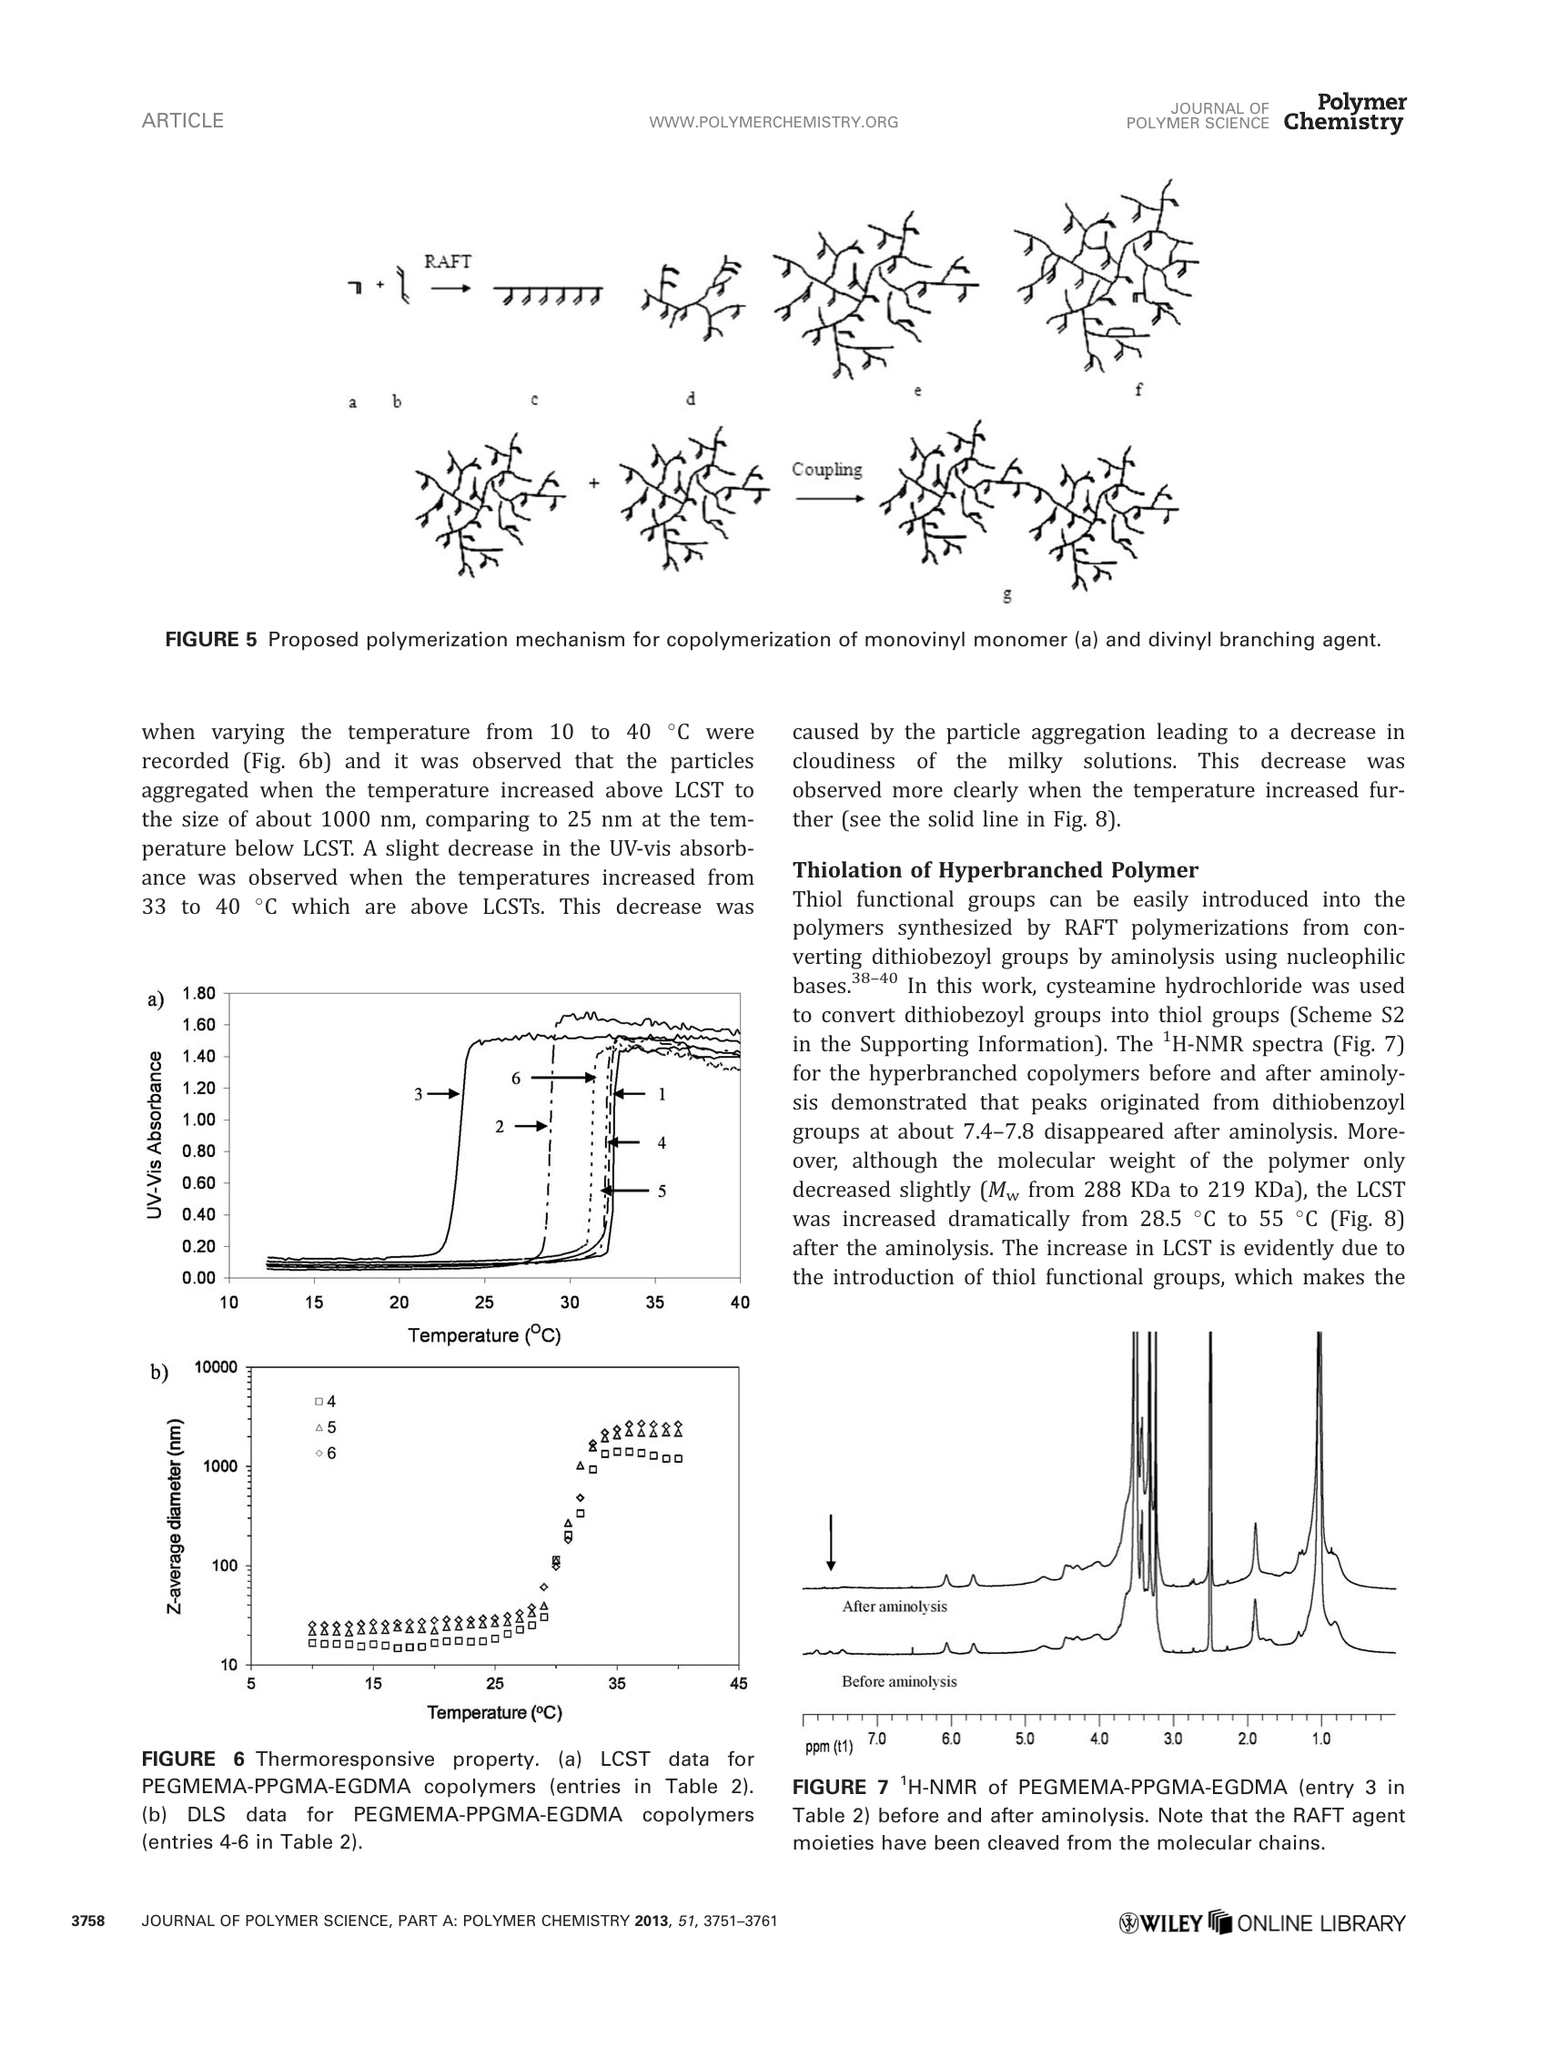 ARTICLE
WWW.POLYMERCHEMISTRY.ORG
JOURNAL OF
POLYMER SCIENCE
Polymer
Chemistry
RAFT
+
a
b
c
d
e
f
+
Coupling
g
FIGURE 5 Proposed polymerization mechanism for copolymerization of monovinyl monomer (a) and divinyl branching agent.
when varying the temperature from 10 to 40 °C were
recorded (Fig. 6b) and it was observed that the particles
aggregated when the temperature increased above LCST to
the size of about 1000 nm, comparing to 25 nm at the tem-
perature below LCST. A slight decrease in the UV-vis absorb-
ance was observed when the temperatures increased from
33 to 40 °C which are above LCSTs. This decrease was
a)
1.80
1.60
1.40
1.20
1.00
0.80
0.60
0.40
0.20
0.00
UV-Vis Absorbance
3
6
2
1
4
5
10 15 20 25 30 35 40
Temperature (°C)
b)
10000
1000
100
10
Z-average diameter (nm)
□ 4
△ 5
◇ 6
5 15 25 35 45
Temperature (°C)
FIGURE 6 Thermoresponsive property. (a) LCST data for
PEGMEMA-PPGMA-EGDMA copolymers (entries in Table 2).
(b) DLS data for PEGMEMA-PPGMA-EGDMA copolymers
(entries 4-6 in Table 2).
caused by the particle aggregation leading to a decrease in
cloudiness of the milky solutions. This decrease was
observed more clearly when the temperature increased fur-
ther (see the solid line in Fig. 8).
Thiolation of Hyperbranched Polymer
Thiol functional groups can be easily introduced into the
polymers synthesized by RAFT polymerizations from con-
verting dithiobezoyl groups by aminolysis using nucleophilic
bases.38–40 In this work, cysteamine hydrochloride was used
to convert dithiobezoyl groups into thiol groups (Scheme S2
in the Supporting Information). The 1H-NMR spectra (Fig. 7)
for the hyperbranched copolymers before and after aminoly-
sis demonstrated that peaks originated from dithiobenzoyl
groups at about 7.4–7.8 disappeared after aminolysis. More-
over, although the molecular weight of the polymer only
decreased slightly (Mw from 288 KDa to 219 KDa), the LCST
was increased dramatically from 28.5 °C to 55 °C (Fig. 8)
after the aminolysis. The increase in LCST is evidently due to
the introduction of thiol functional groups, which makes the
After aminolysis
Before aminolysis
ppm (t1) 7.0 6.0 5.0 4.0 3.0 2.0 1.0
FIGURE 7 1H-NMR of PEGMEMA-PPGMA-EGDMA (entry 3 in
Table 2) before and after aminolysis. Note that the RAFT agent
moieties have been cleaved from the molecular chains.
3758 JOURNAL OF POLYMER SCIENCE, PART A: POLYMER CHEMISTRY 2013, 51, 3751–3761
WILEY ONLINE LIBRARY